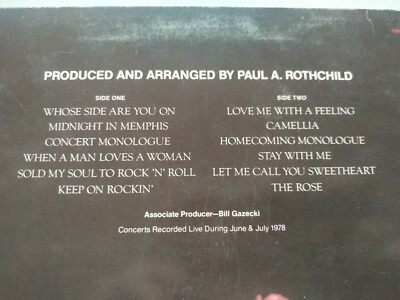 PRODUCED AND ARRANGED BY PAUL A. ROTHCHILD
SIDE ONE
WHOSE SIDE ARE YOU ON
MIDNIGHT IN MEMPHIS
CONCERT MONOLOGUE
WHEN A MAN LOVES A WOMAN
SOLD MY SOUL TO ROCK 'N' ROLL
KEEP ON ROCKIN'
SIDE TWO
LOVE ME WITH A FEELING
CAMELLIA
HOMECOMING MONOLOGUE
STAY WITH ME
LET ME CALL YOU SWEETHEART
THE ROSE
Associate Producer—Bill Gazecki
Concerts Recorded Live During June & July 1978